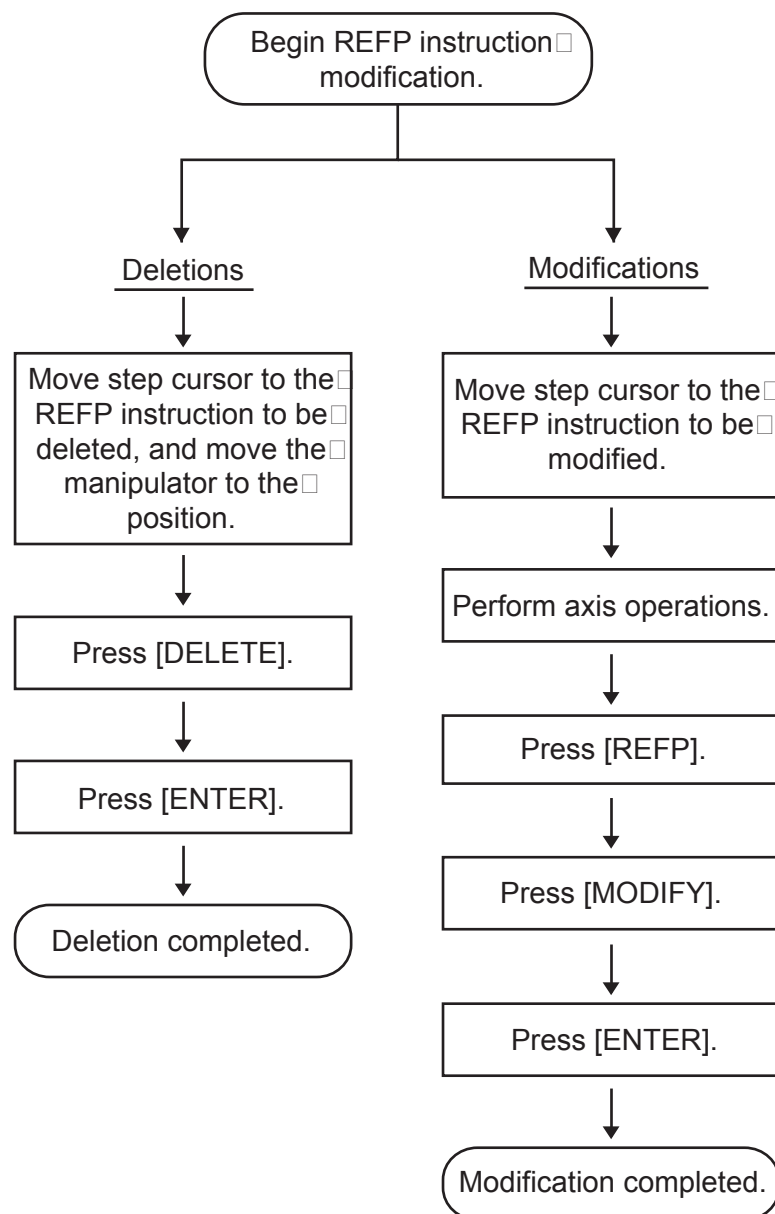 Begin REFP instruction□
modification.
Deletions
Move step cursor to the□
REFP instruction to be□
deleted, and move the□
manipulator to the□
position.
Press [DELETE].
Press [ENTER].
Deletion completed.
Modifications
Move step cursor to the□
REFP instruction to be□
modified.
Perform axis operations.
Press [REFP].
Press [MODIFY].
Press [ENTER].
Modification completed.